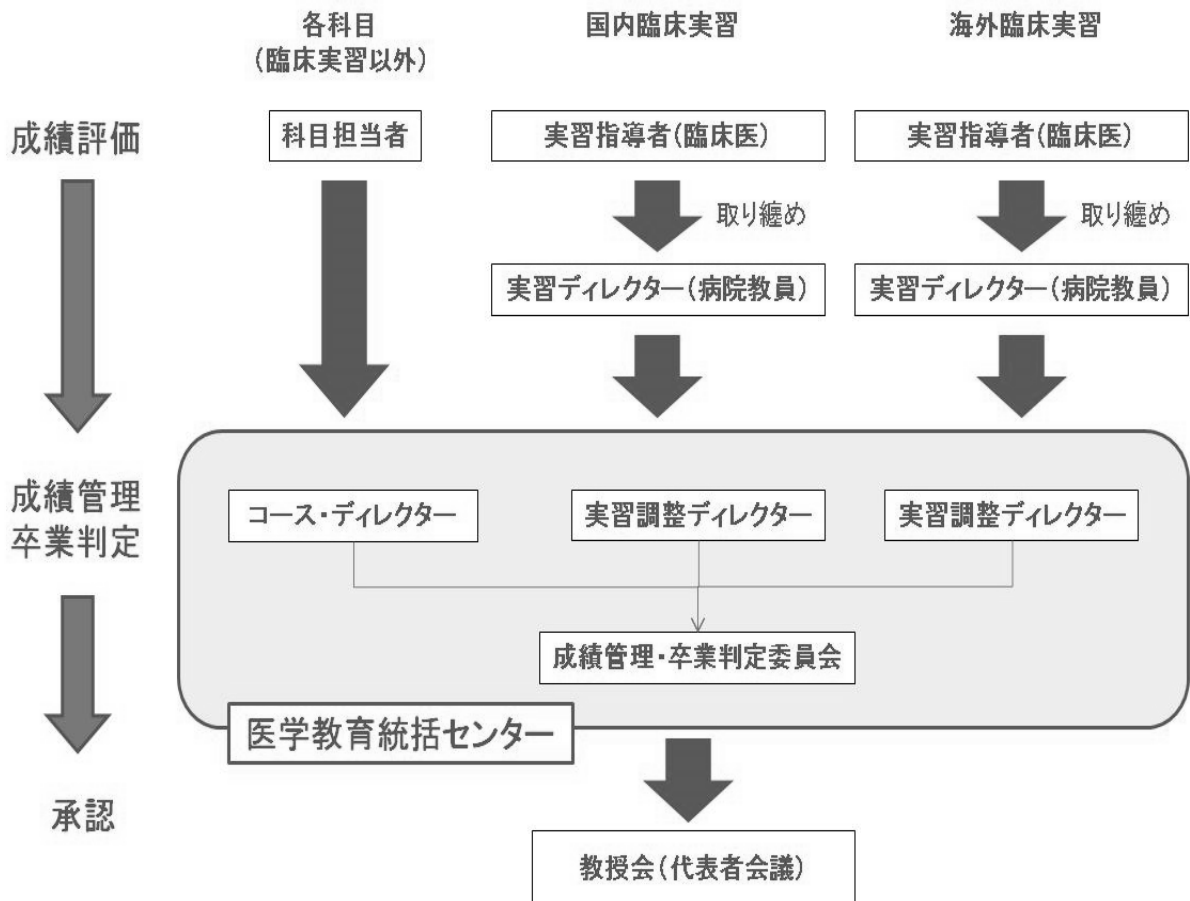 各科目
(臨床実習以外)
国内臨床実習
海外臨床実習
成績評価
科目担当者
実習指導者(臨床医)
実習指導者(臨床医)
取り纏め
取り纏め
実習ディレクター(病院教員)
実習ディレクター(病院教員)
成績管理
卒業判定
コース・ディレクター
実習調整ディレクター
実習調整ディレクター
成績管理・卒業判定委員会
医学教育統括センター
承認
教授会(代表者会議)